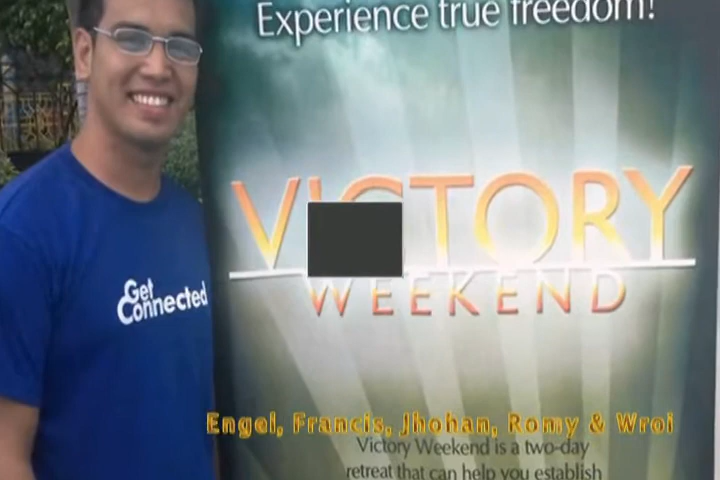 Experience true freedom!
VICTORY
WEEKEND
Get
Connected
Engel, Francis, Jhohan, Romy & Wroi
Victory Weekend is a two-day
retreat that can help you establish